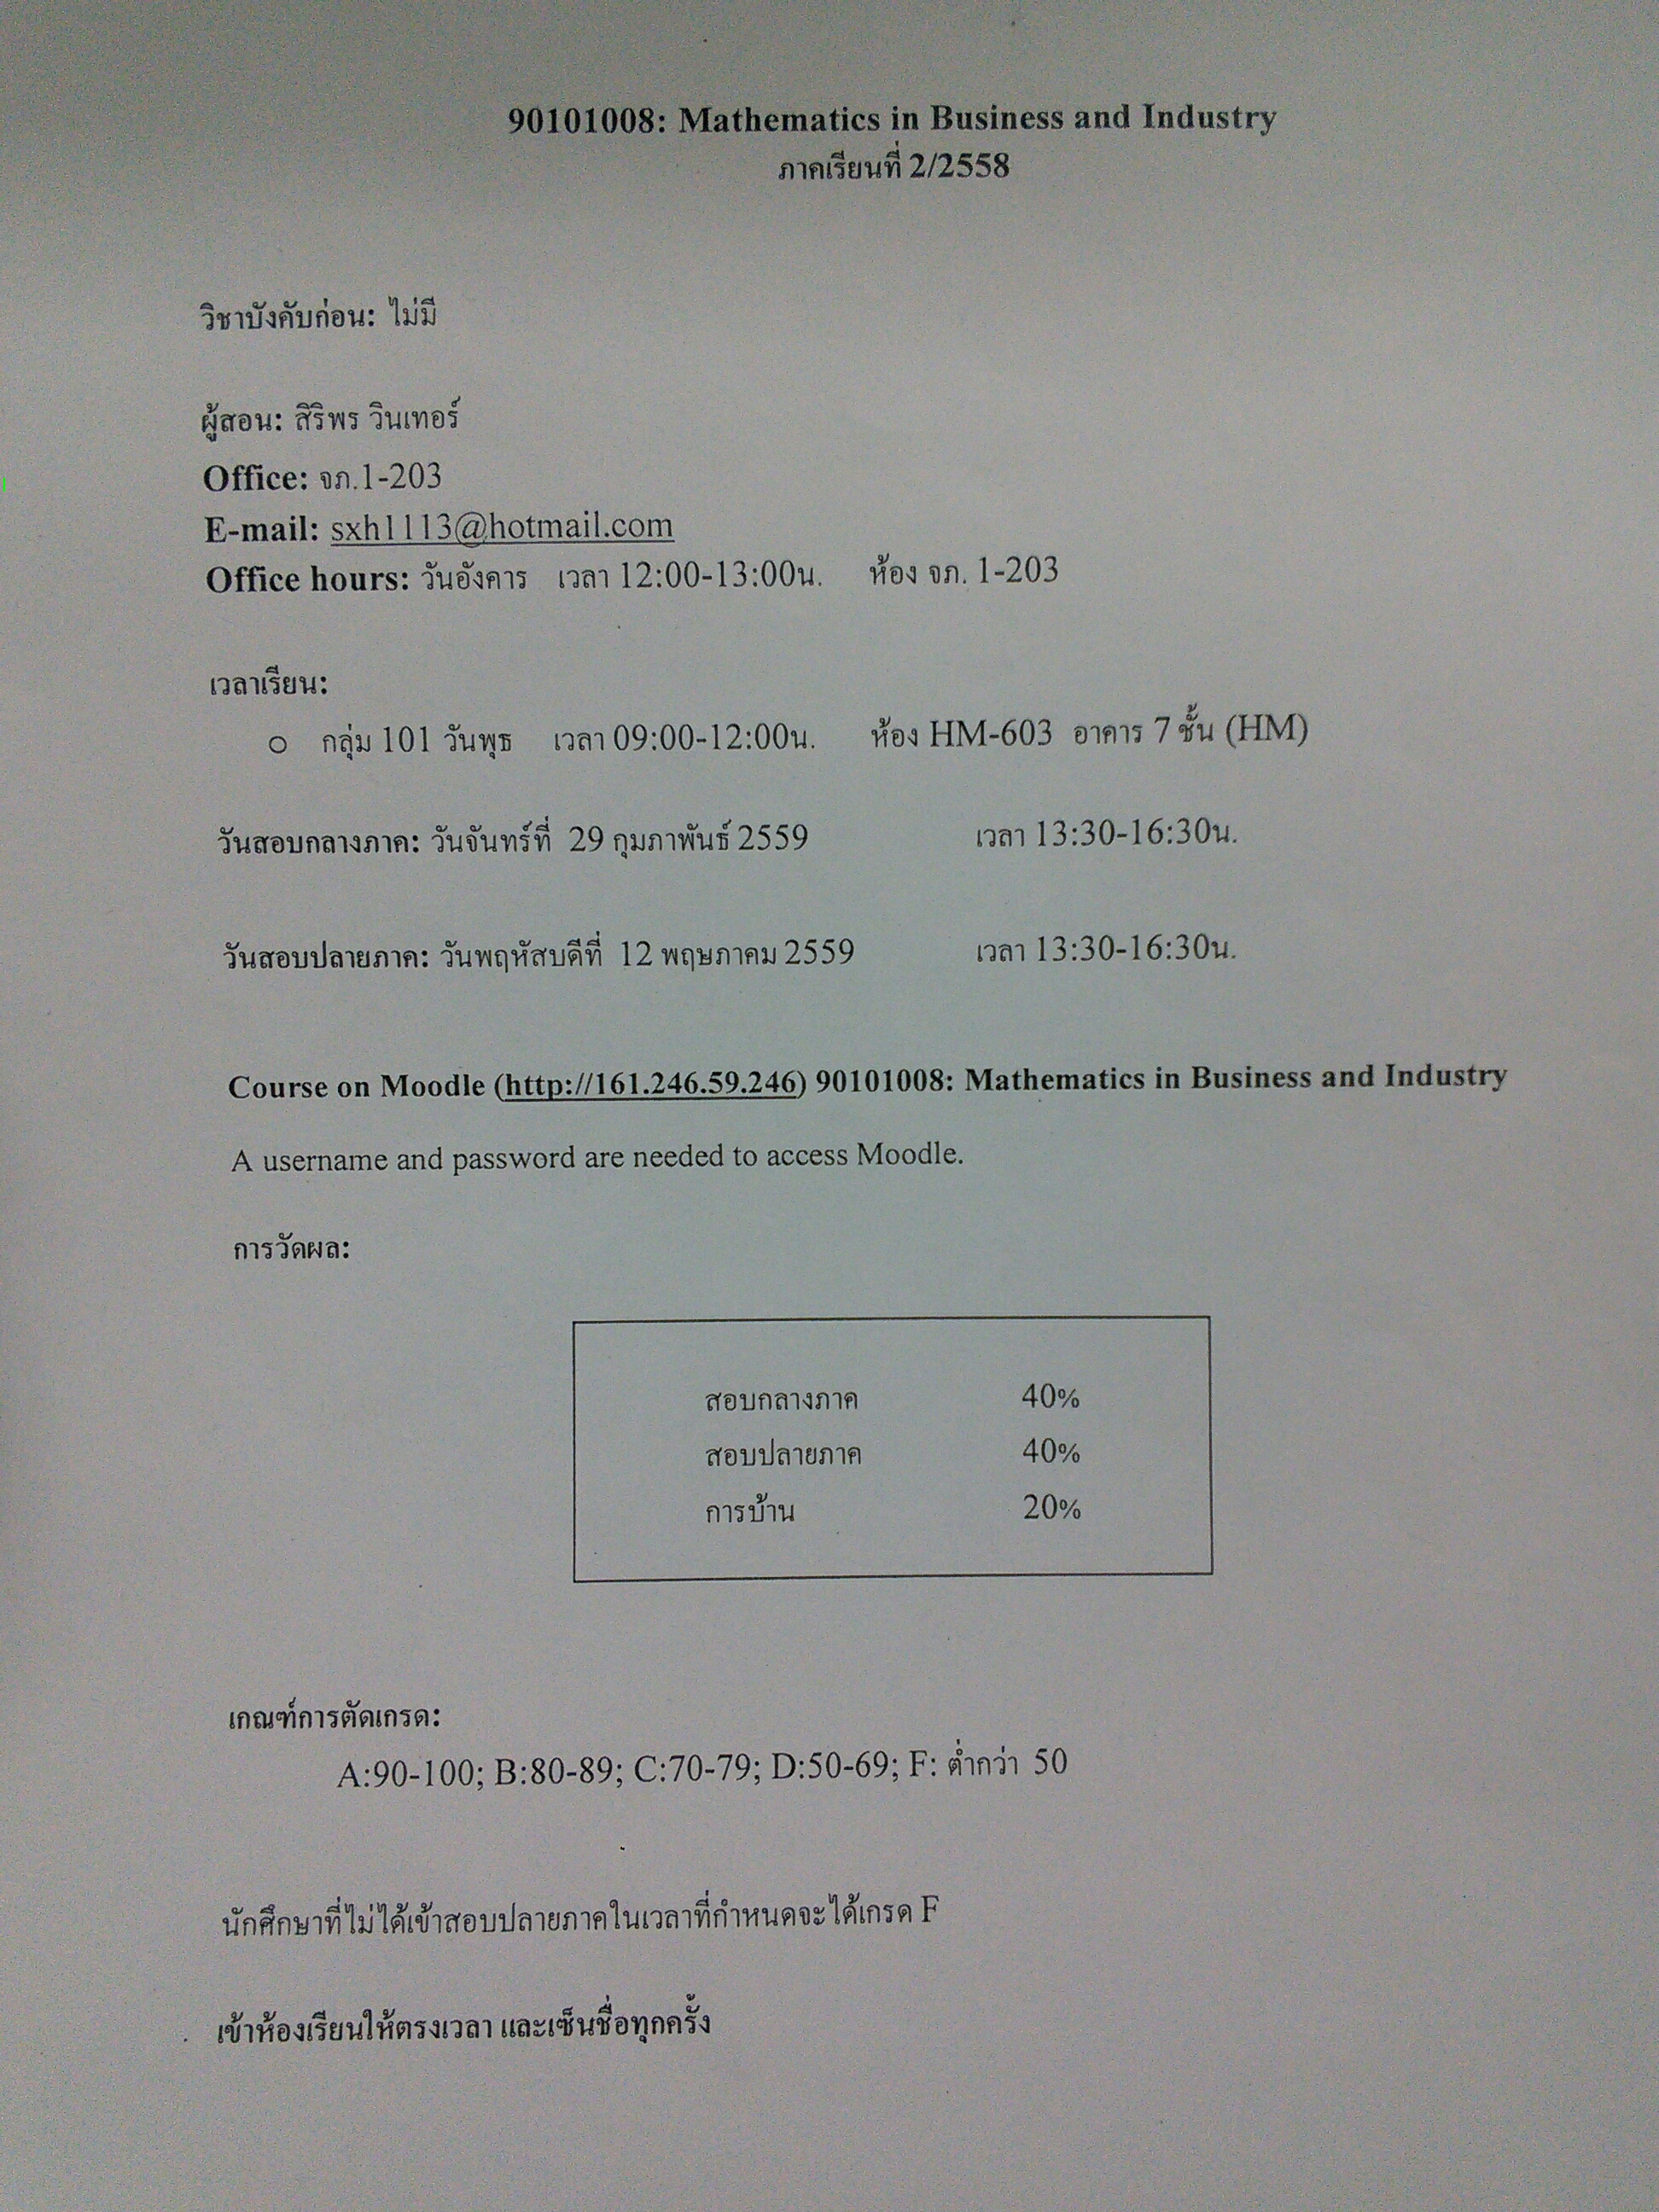 90101008: Mathematics in Business and Industry
ภาคเรียนที่ 2/2558
วิชาบังคับก่อน: ไม่มี
ผู้สอน: สิริพร วินเทอร์
Office: จภ.1-203
E-mail: sxh1113@hotmail.com
Office hours: วันอังคาร เวลา 12:00-13:00น. ห้อง จภ. 1-203
เวลาเรียน:
o กลุ่ม 101 วันพุธ เวลา 09:00-12:00น. ห้อง HM-603 อาคาร 7 ชั้น (HM)
วันสอบกลางภาค: วันจันทร์ที่ 29 กุมภาพันธ์ 2559 เวลา 13:30-16:30น.
วันสอบปลายภาค: วันพฤหัสบดีที่ 12 พฤษภาคม 2559 เวลา 13:30-16:30น.
Course on Moodle (http://161.246.59.246) 90101008: Mathematics in Business and Industry
A username and password are needed to access Moodle.
การวัดผล:
สอบกลางภาค 40%
สอบปลายภาค 40%
การบ้าน 20%
เกณฑ์การตัดเกรด:
A:90-100; B:80-89; C:70-79; D:50-69; F: ต่ำกว่า 50
นักศึกษาที่ไม่ได้เข้าสอบปลายภาคในเวลาที่กำหนดจะได้เกรด F
เข้าห้องเรียนให้ตรงเวลา และเซ็นชื่อทุกครั้ง